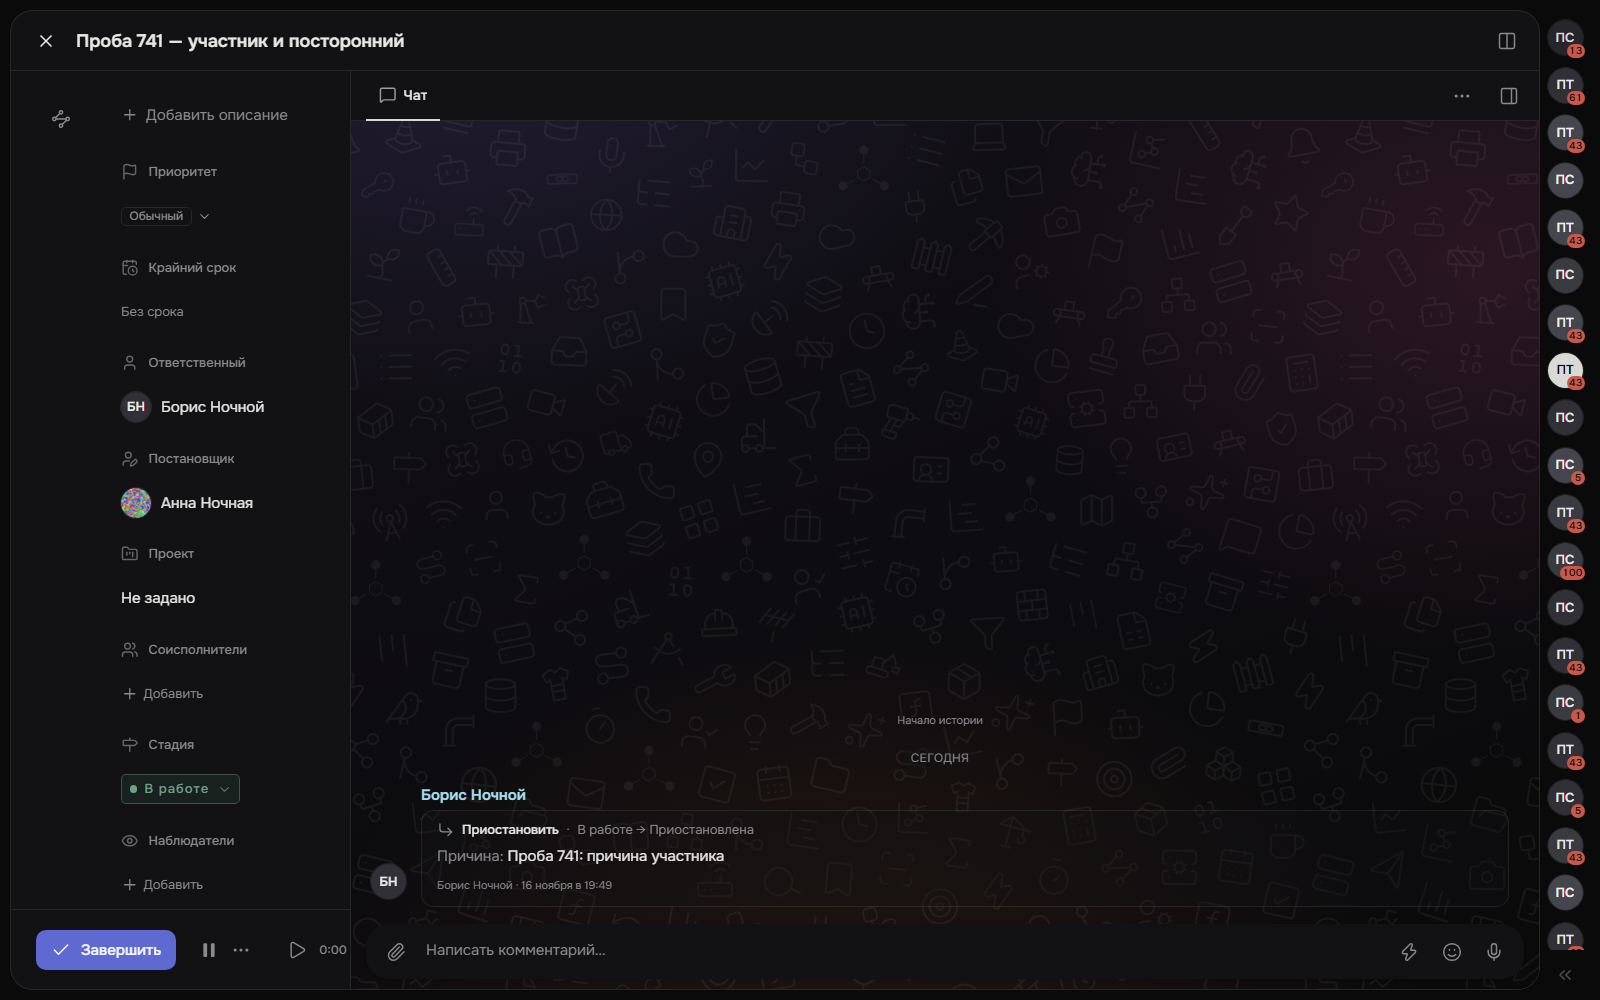 Проба 741 — участник и посторонний
Добавить описание
Приоритет
Обычный
Крайний срок
Без срока
Ответственный
БН Борис Ночной
Постановщик
Анна Ночная
Проект
Не задано
Соисполнители
Добавить
Стадия
В работе
Наблюдатели
Добавить
Завершить
0:00
Чат
Начало истории
СЕГОДНЯ
Борис Ночной
Приостановить · В работе → Приостановлена
Причина: Проба 741: причина участника
Борис Ночной · 16 ноября в 19:49
БН
Написать комментарий...
ПС
13
ПТ
61
ПТ
43
ПС
ПТ
43
ПС
ПТ
43
ПТ
43
ПС
ПС
5
ПТ
43
ПС
100
ПС
ПТ
43
ПС
1
ПТ
43
ПС
5
ПТ
43
ПС
ПТ